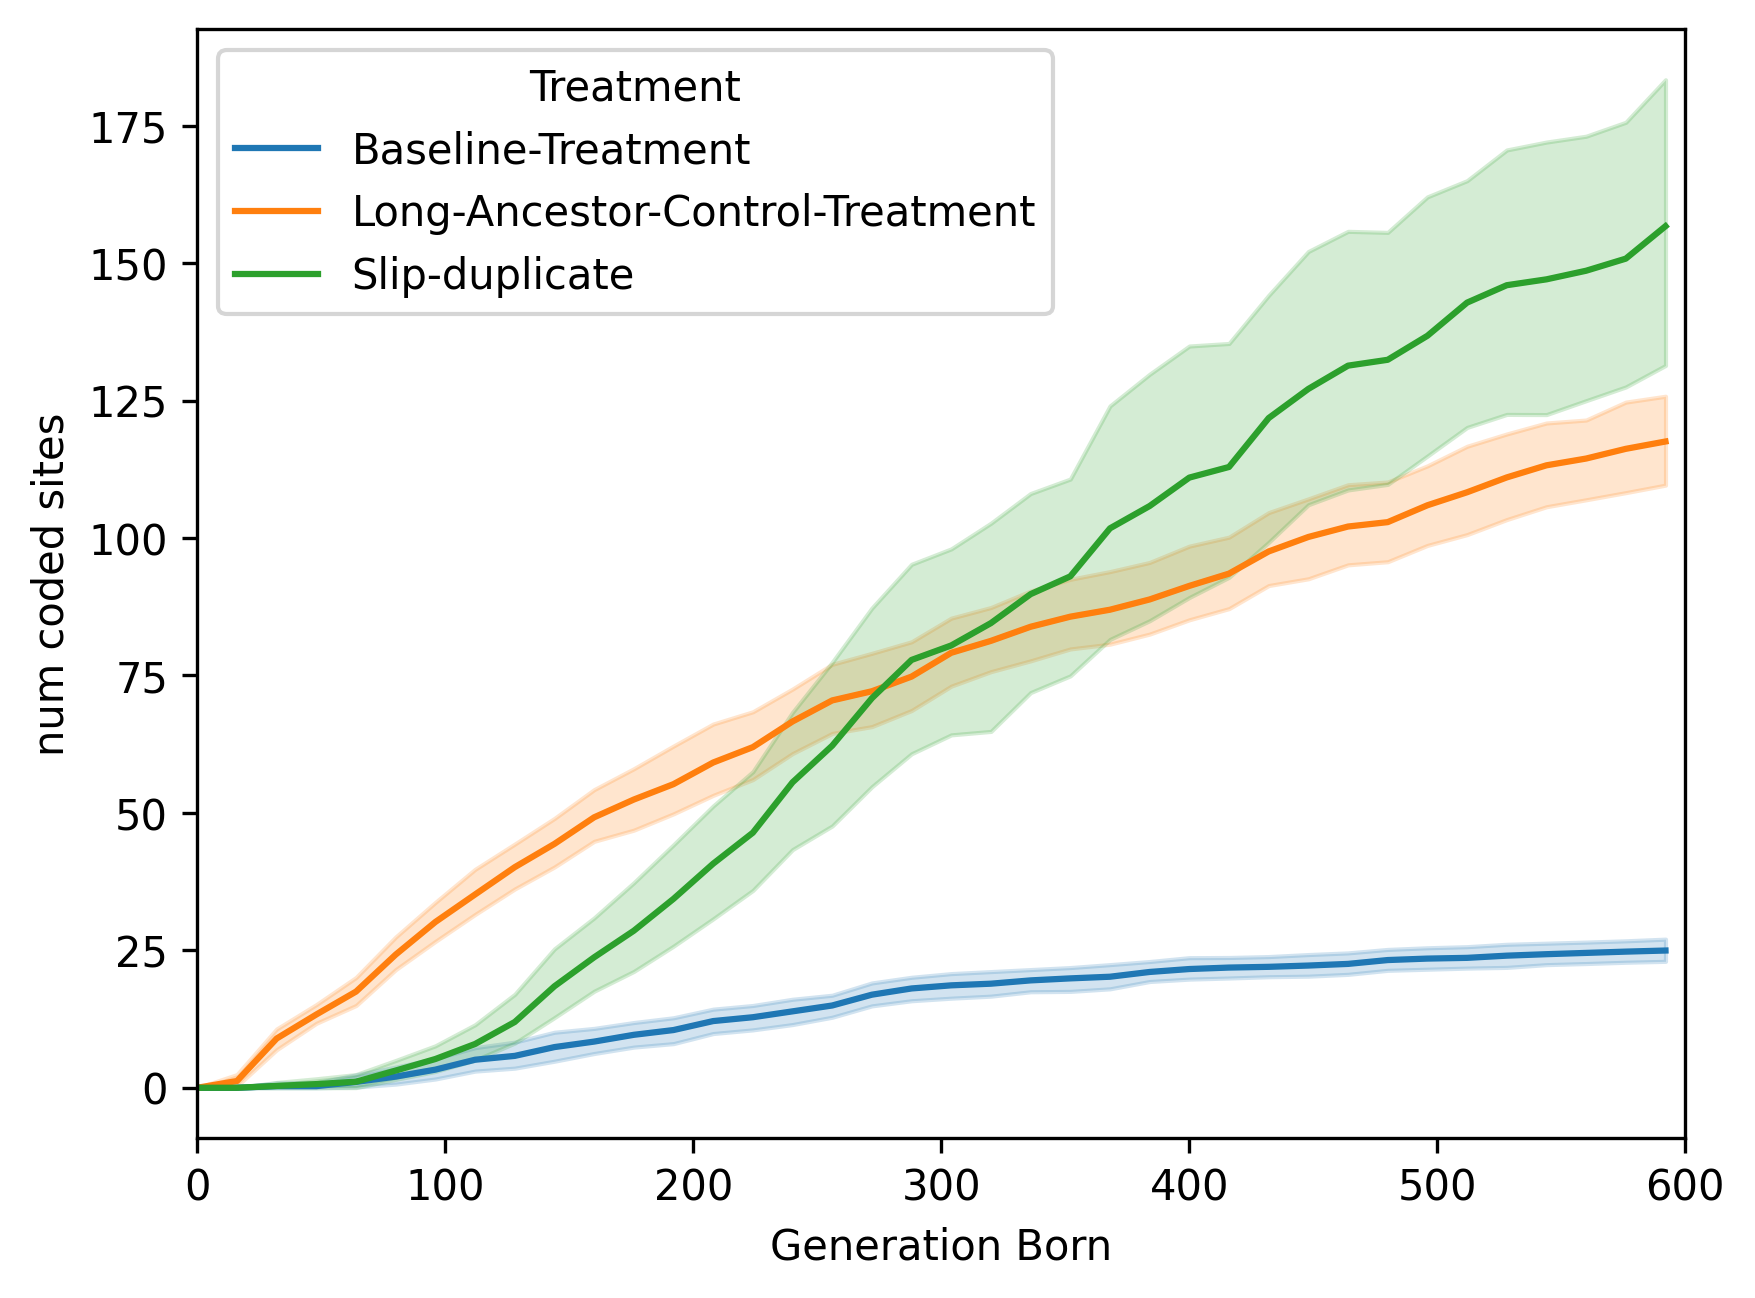 Treatment
Baseline-Treatment
Long-Ancestor-Control-Treatment
Slip-duplicate
175
150
125
100
75
50
25
0
num coded sites
0 100 200 300 400 500 600
Generation Born